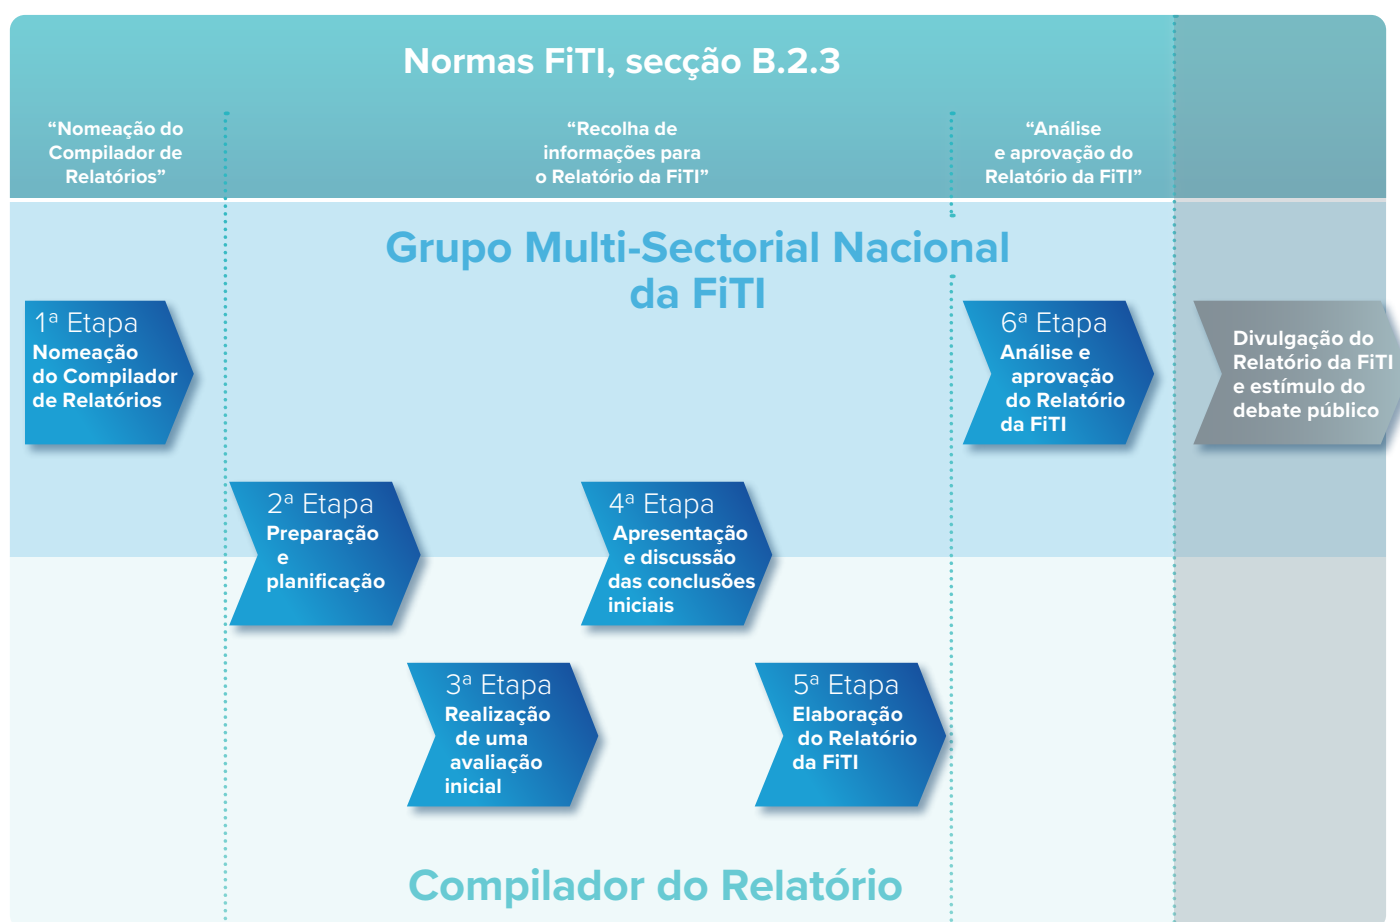 Normas FiTI, secção B.2.3
“Nomeação do
Compilador de
Relatórios”
“Recolha de
informações para
o Relatório da FiTI”
“Análise
e aprovação do
Relatório da FiTI”
Grupo Multi-Sectorial Nacional
da FiTI
1ª Etapa
Nomeação
do Compilador
de Relatórios
6ª Etapa
Análise e
aprovação
do Relatório
da FiTI
Divulgação do
Relatório da FiTI
e estímulo do
debate público
2ª Etapa
Preparação
e
planificação
4ª Etapa
Apresentação
e discussão
das conclusões
iniciais
3ª Etapa
Realização
de uma
avaliação
inicial
5ª Etapa
Elaboração
do Relatório
da FiTI
Compilador do Relatório